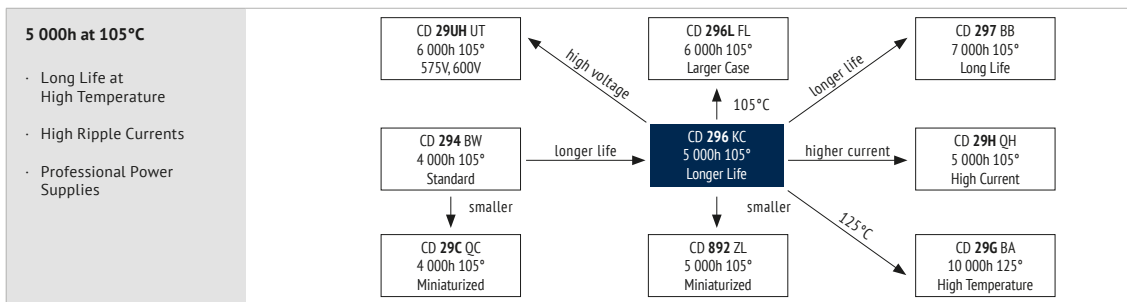 5 000h at 105°C
· Long Life at
High Temperature
· High Ripple Currents
· Professional Power
Supplies
CD 29UH UT
6 000h 105°
575V, 600V
CD 296L FL
6 000h 105°
Larger Case
CD 297 BB
7 000h 105°
Long Life
high voltage
105°C
longer life
CD 294 BW
4 000h 105°
Standard
longer life
CD 296 KC
5 000h 105°
Longer Life
higher current
CD 29H QH
5 000h 105°
High Current
smaller
smaller
125°C
CD 29C QC
4 000h 105°
Miniaturized
CD 892 ZL
5 000h 105°
Miniaturized
CD 29G BA
10 000h 125°
High Temperature